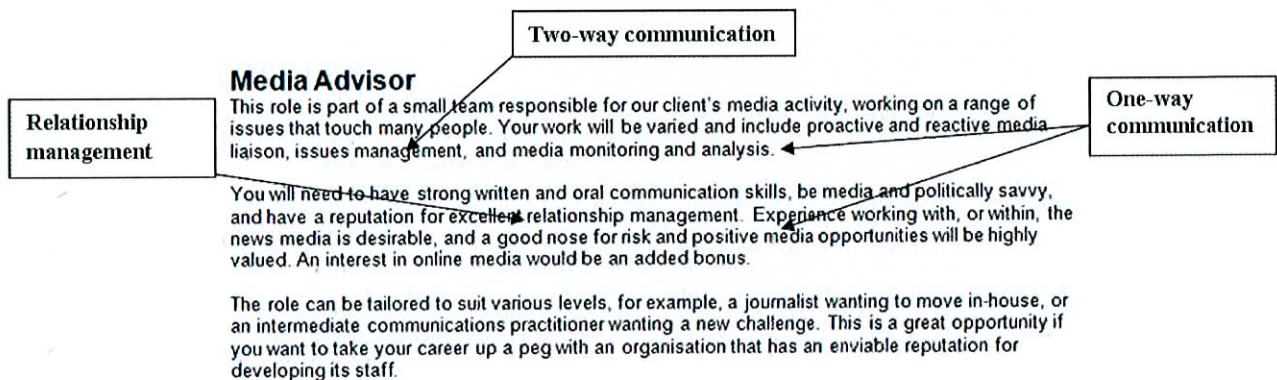 Two-way communication
Media Advisor
This role is part of a small team responsible for our client's media activity, working on a range of
issues that touch many people. Your work will be varied and include proactive and reactive media
liaison, issues management, and media monitoring and analysis.
Relationship
management
One-way
communication
You will need to have strong written and oral communication skills, be media and politically savvy,
and have a reputation for excellent relationship management. Experience working with, or within, the
news media is desirable, and a good nose for risk and positive media opportunities will be highly
valued. An interest in online media would be an added bonus.
The role can be tailored to suit various levels, for example, a journalist wanting to move in-house, or
an intermediate communications practitioner wanting a new challenge. This is a great opportunity if
you want to take your career up a peg with an organisation that has an enviable reputation for
developing its staff.